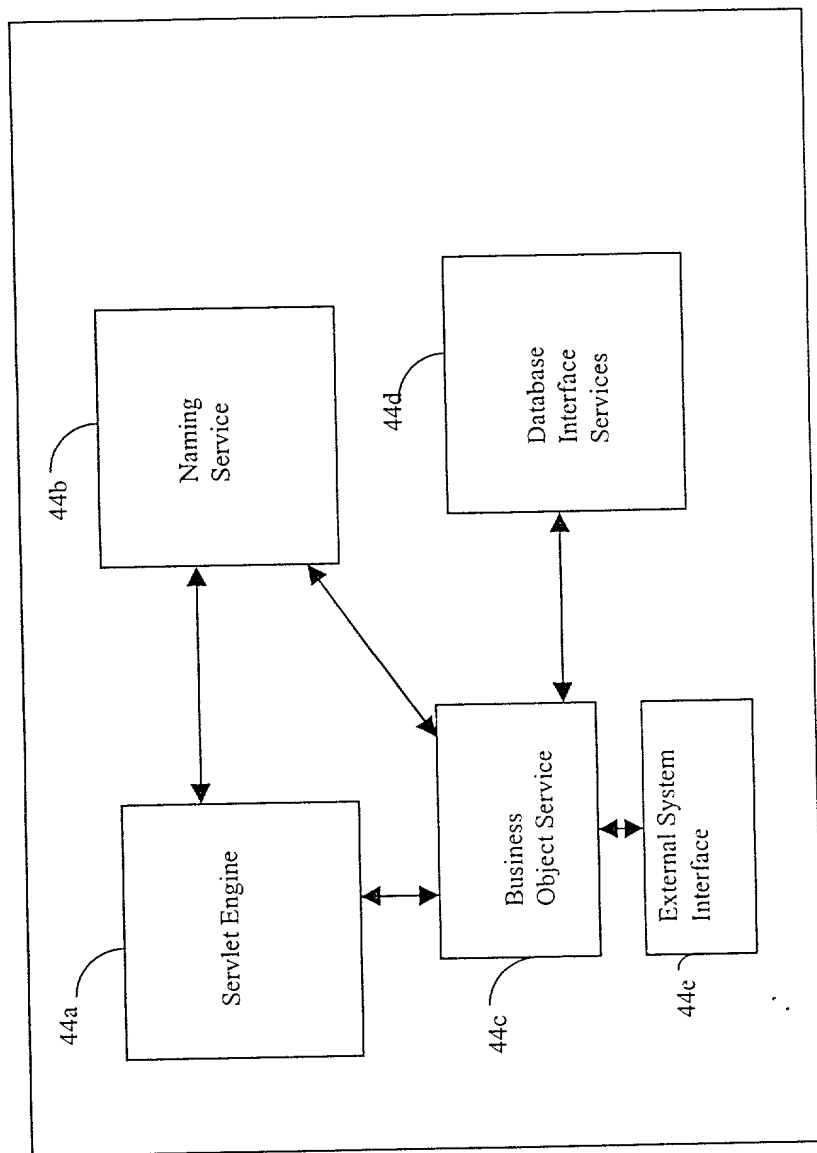 44a
Servlet Engine
44b
Naming
Service
44c
Business
Object Service
44d
Database
Interface
Services
44e
External System
Interface